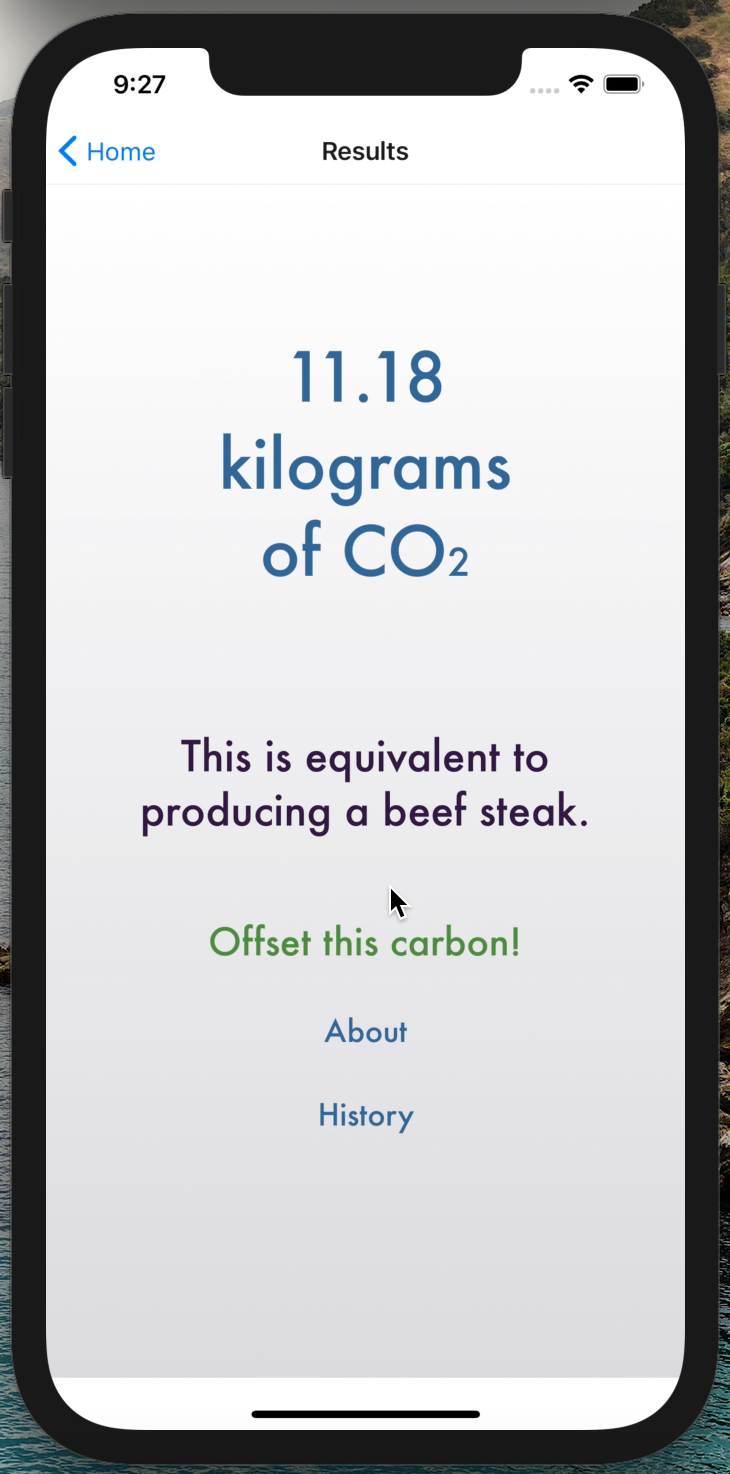 9:27
Home
Results
11.18
kilograms
of CO₂
This is equivalent to
producing a beef steak.
Offset this carbon!
About
History